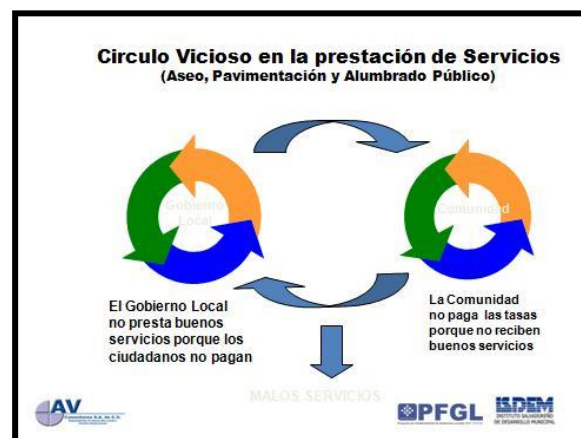 Circulo Vicioso en la prestación de Servicios
(Aseo, Pavimentación y Alumbrado Público)
Gobierno
Local
Comunidad
El Gobierno Local
no presta buenos
servicios porque los
ciudadanos no pagan
La Comunidad
no paga las tasas
porque no reciben
buenos servicios
MALOS SERVICIOS
AV
PFGL
ISDEM
INSTITUTO SALVADOREÑO
DE DESARROLLO MUNICIPAL